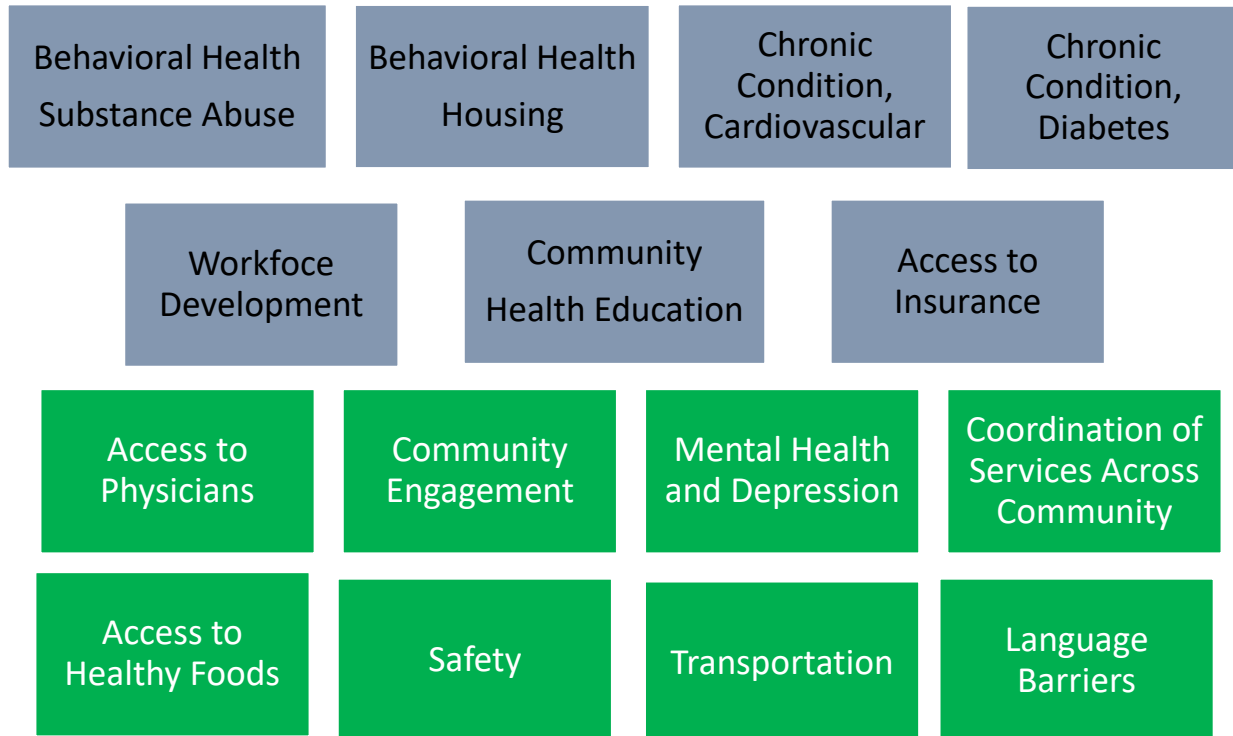 Behavioral Health
Substance Abuse
Behavioral Health
Housing
Chronic
Condition,
Cardiovascular
Chronic
Condition,
Diabetes
Workfoce
Development
Community
Health Education
Access to
Insurance
Access to
Physicians
Community
Engagement
Mental Health
and Depression
Coordination of
Services Across
Community
Access to
Healthy Foods
Safety
Transportation
Language
Barriers